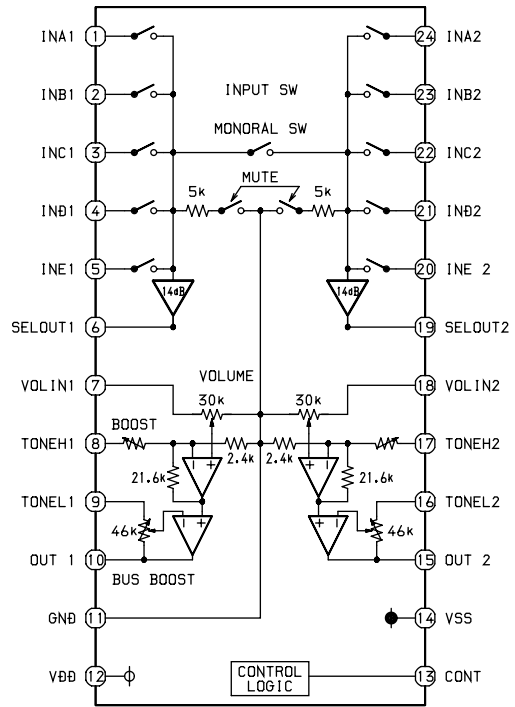 INA1 1 24 INA2
INB1 2 INPUT SW 23 INB2
MONORAL SW
INC1 3 22 INC2
MUTE
5k 5k
IND1 4 21 IND2
INE1 5 20 INE 2
14dB 14dB
SELOUT1 6 19 SELOUT2
VOLUME
VOLIN1 7 18 VOLIN2
30k 30k
BOOST
TONEH1 8 17 TONEH2
2.4k 2.4k
- + + -
21.6k 21.6k
TONEL1 9 16 TONEL2
- + + -
46k 46k
OUT 1 10 15 OUT 2
BUS BOOST
GND 11 14 VSS
VDD 12 13 CONT
CONTROL
LOGIC